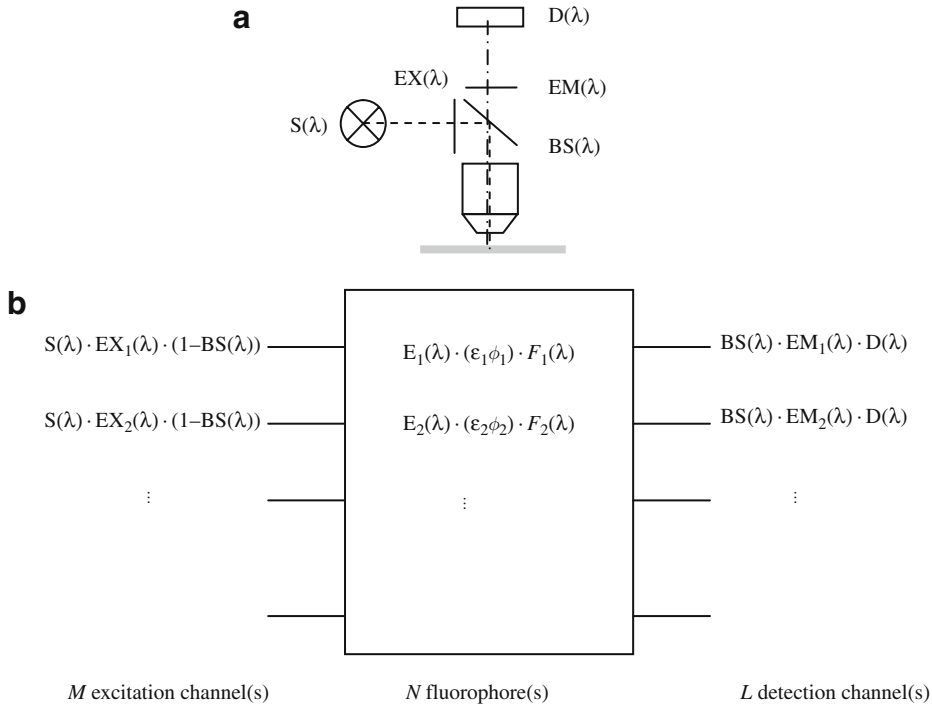 a
D(λ)
EX(λ)
EM(λ)
S(λ)
BS(λ)
b
S(λ) · EX₁(λ) · (1–BS(λ))
E₁(λ) · (ε₁ϕ₁) · F₁(λ)
BS(λ) · EM₁(λ) · D(λ)
S(λ) · EX₂(λ) · (1–BS(λ))
E₂(λ) · (ε₂ϕ₂) · F₂(λ)
BS(λ) · EM₂(λ) · D(λ)
⋮
⋮
⋮
M excitation channel(s)
N fluorophore(s)
L detection channel(s)